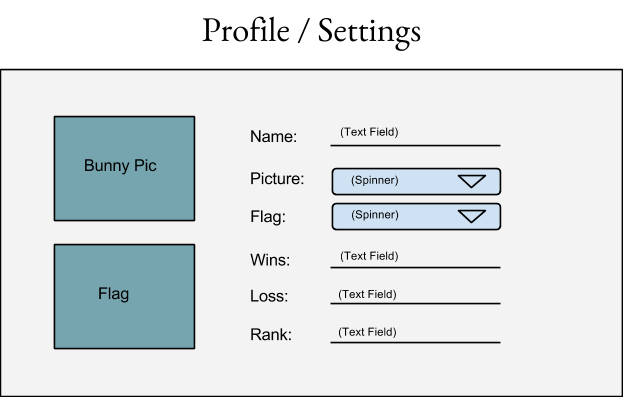 Profile / Settings
Bunny Pic
Flag
Name: (Text Field)
Picture: (Spinner)
Flag: (Spinner)
Wins: (Text Field)
Loss: (Text Field)
Rank: (Text Field)